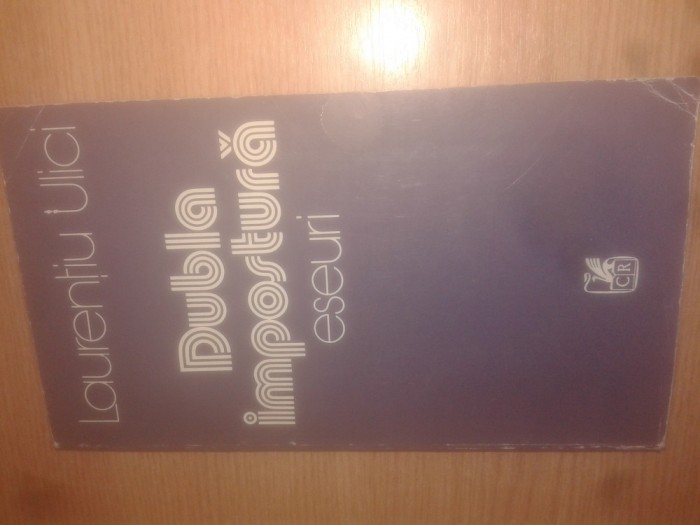 Laurențiu Ulici
Dubla
impostură
eseuri
CR